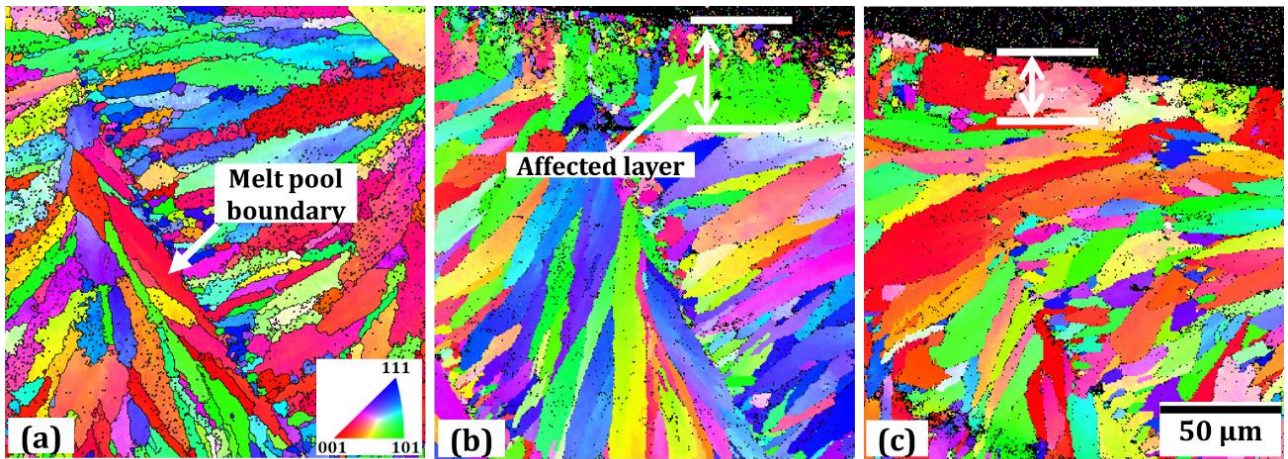 Melt pool
boundary
111
001 101
(a)
Affected layer
(b)
50 µm
(c)